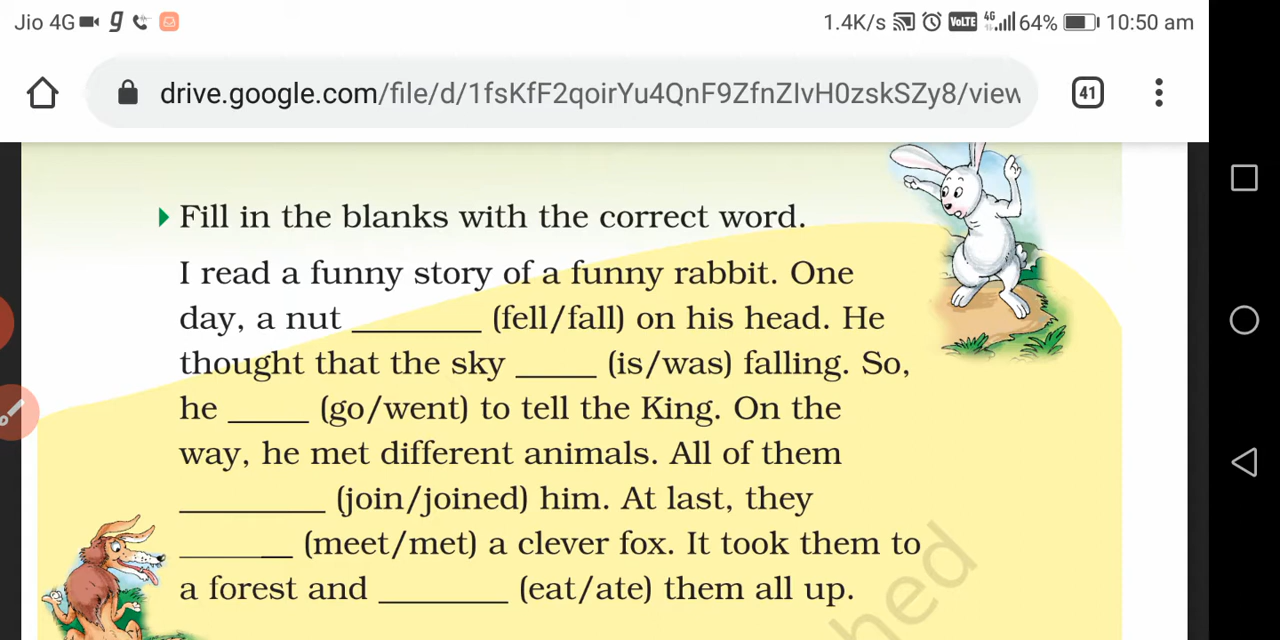 Jio 4G 1.4K/s VoLTE 4G 64% 10:50 am
drive.google.com/file/d/1fsKfF2qoirYu4QnF9ZfnZIvH0zskSZy8/view 41
Fill in the blanks with the correct word.
I read a funny story of a funny rabbit. One
day, a nut ________ (fell/fall) on his head. He
thought that the sky _____ (is/was) falling. So,
he _____ (go/went) to tell the King. On the
way, he met different animals. All of them
_________ (join/joined) him. At last, they
_______ (meet/met) a clever fox. It took them to
a forest and ________ (eat/ate) them all up.